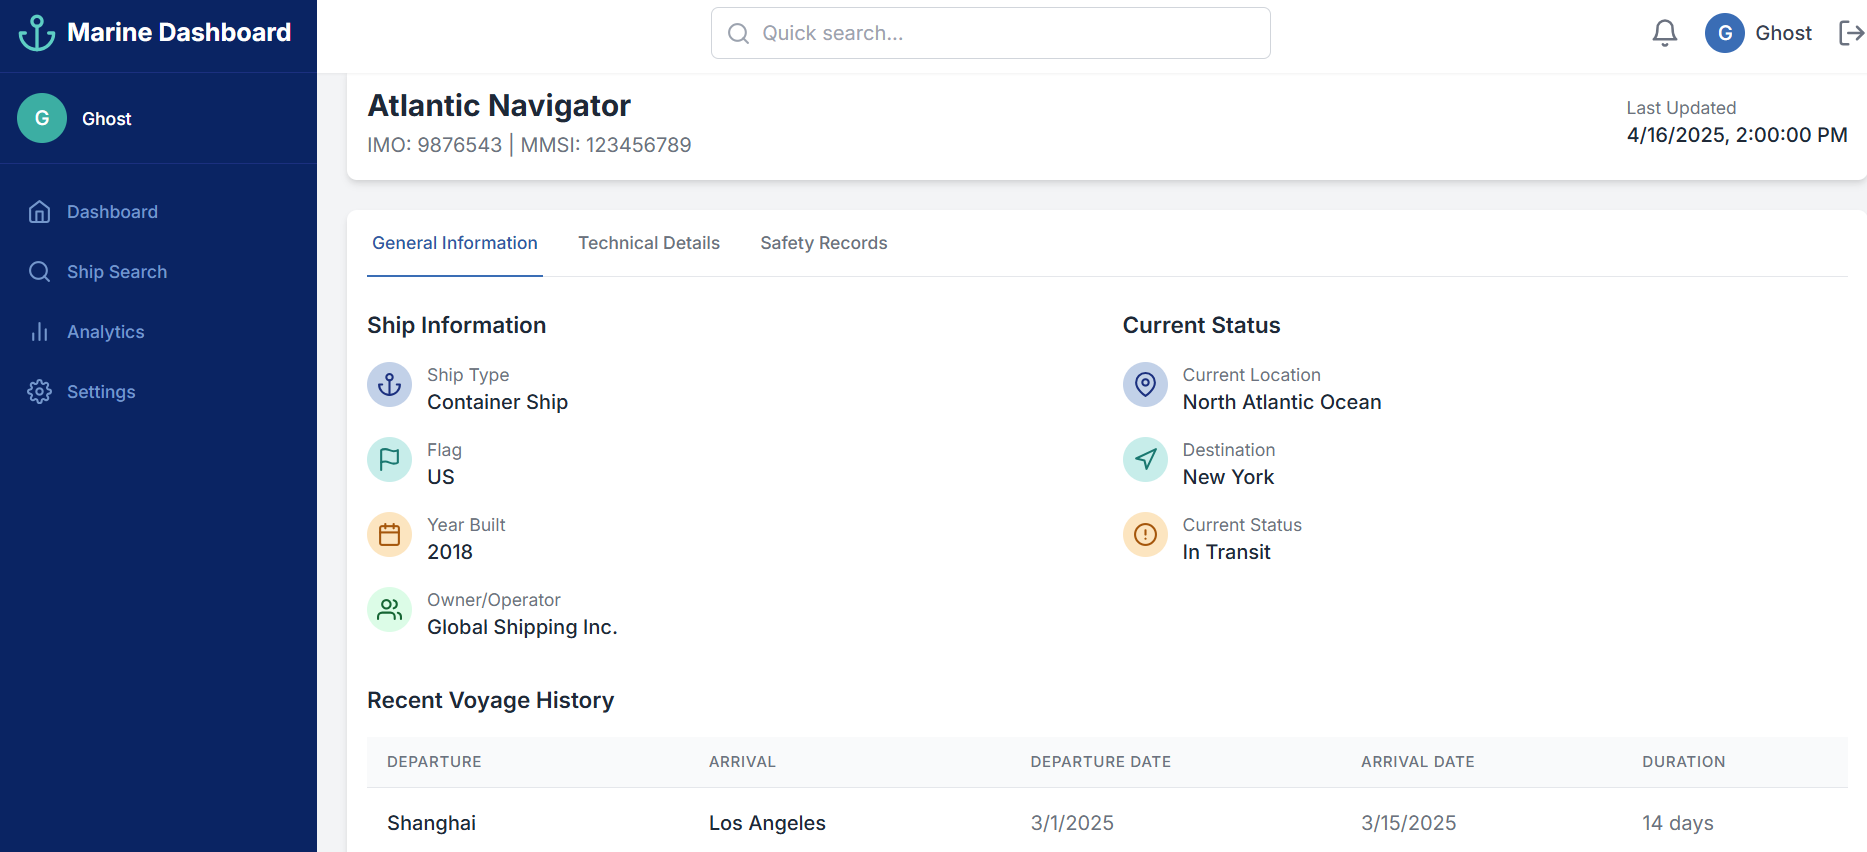 Marine Dashboard
Quick search...
G Ghost
G Ghost
Dashboard
Ship Search
Analytics
Settings
Atlantic Navigator
IMO: 9876543 | MMSI: 123456789
Last Updated
4/16/2025, 2:00:00 PM
General Information Technical Details Safety Records
Ship Information
Ship Type
Container Ship
Flag
US
Year Built
2018
Owner/Operator
Global Shipping Inc.
Current Status
Current Location
North Atlantic Ocean
Destination
New York
Current Status
In Transit
Recent Voyage History
DEPARTURE ARRIVAL DEPARTURE DATE ARRIVAL DATE DURATION
Shanghai Los Angeles 3/1/2025 3/15/2025 14 days